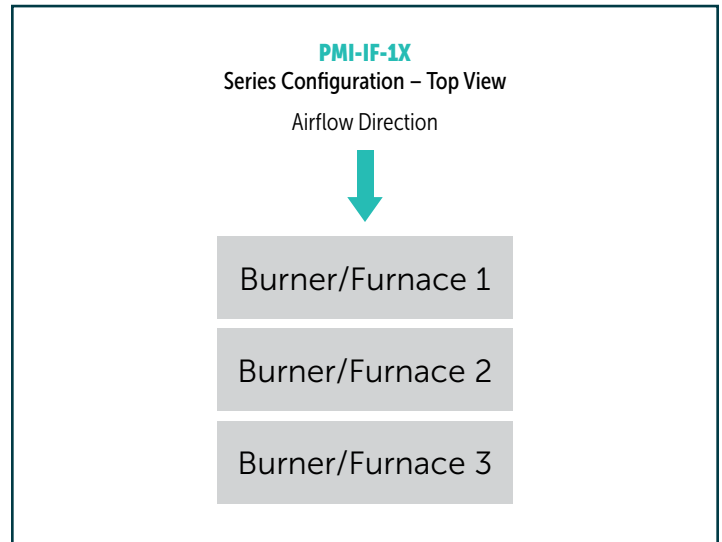 PMI-IF-1X
Series Configuration – Top View
Airflow Direction
Burner/Furnace 1
Burner/Furnace 2
Burner/Furnace 3